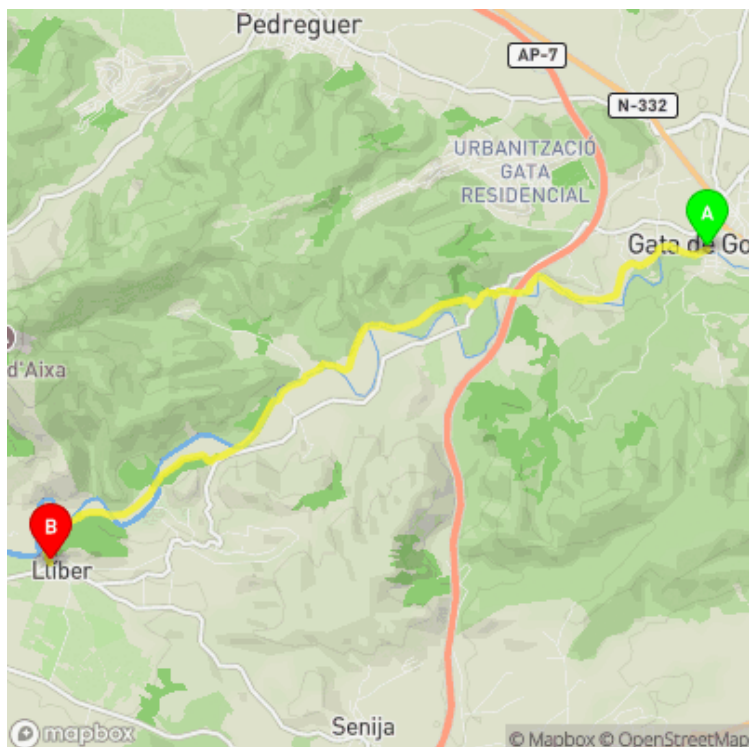 Pedreguer
AP-7
N-332
URBANITZACIÓ
GATA
RESIDENCIAL
A
Gata de Go
d'Aixa
B
Llíber
Senija
mapbox
© Mapbox © OpenStreetMap